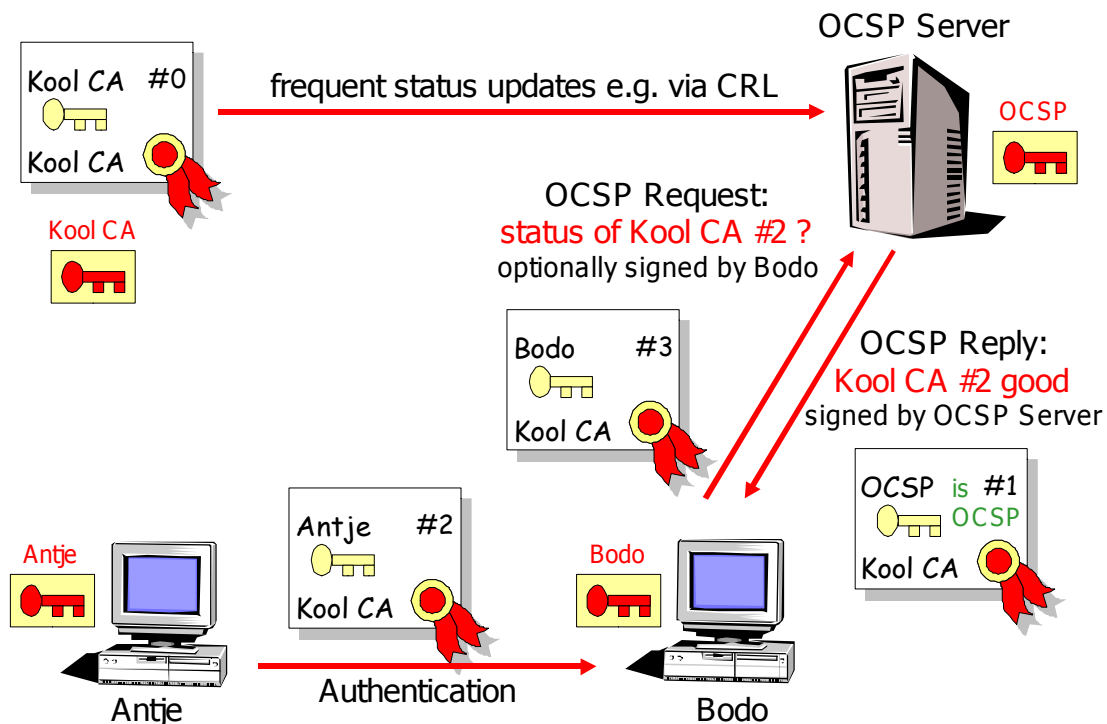 OCSP Server
Kool CA #0
Kool CA
frequent status updates e.g. via CRL
OCSP
Kool CA
OCSP Request:
status of Kool CA #2 ?
optionally signed by Bodo
Bodo #3
Kool CA
OCSP Reply:
Kool CA #2 good
signed by OCSP Server
OCSP is #1
OCSP
Kool CA
Antje #2
Kool CA
Antje
Bodo
Authentication
Antje
Bodo